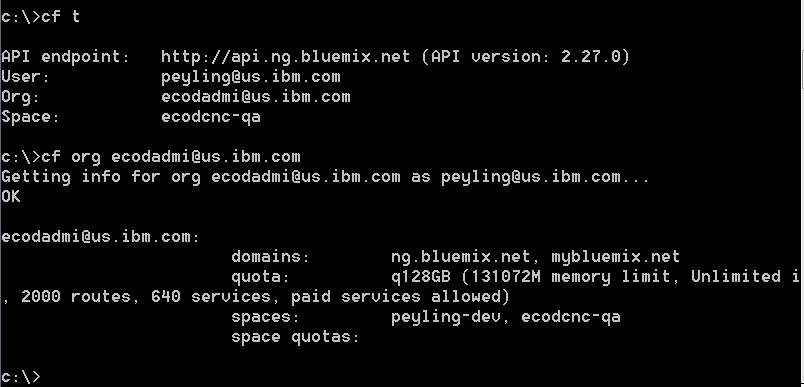 c:\>cf t
API endpoint:   http://api.ng.bluemix.net (API version: 2.27.0)
User:           peyling@us.ibm.com
Org:            ecodadmi@us.ibm.com
Space:          ecodcnc-qa
c:\>cf org ecodadmi@us.ibm.com
Getting info for org ecodadmi@us.ibm.com as peyling@us.ibm.com...
OK
ecodadmi@us.ibm.com:
domains:        ng.bluemix.net, mybluemix.net
quota:          q128GB (131072M memory limit, Unlimited i
, 2000 routes, 640 services, paid services allowed)
spaces:         peyling-dev, ecodcnc-qa
space quotas:
c:\>